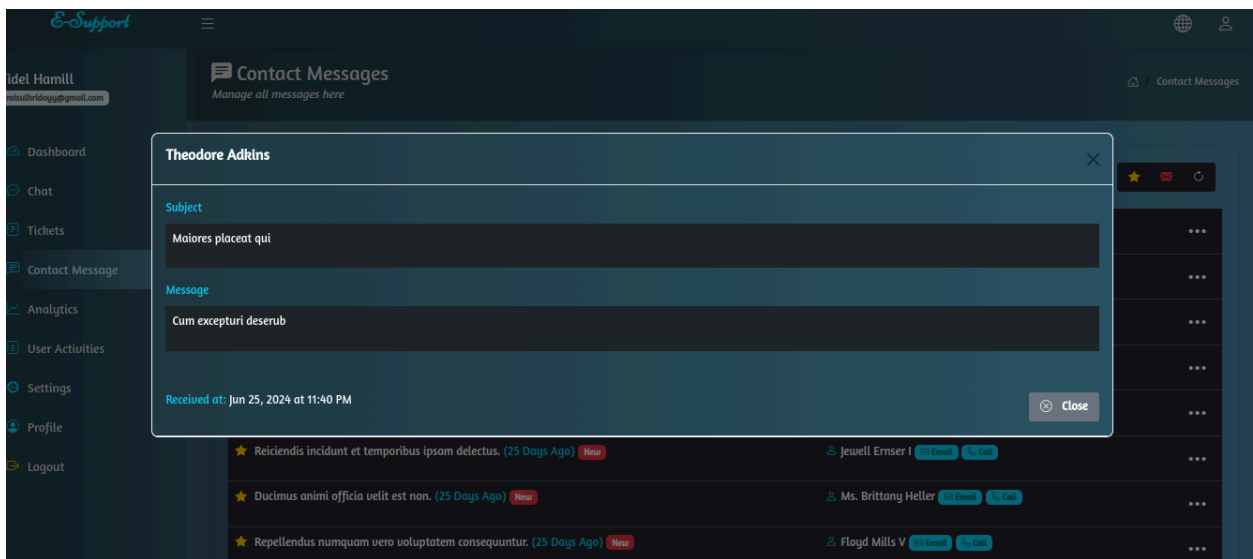 E-Support
idel Hamill
raisulhridoyy@gmail.com
Dashboard
Chat
Tickets
Contact Message
Analytics
User Activities
Settings
Profile
Logout
Contact Messages
Manage all messages here
/ Contact Messages
Theodore Adkins
Subject
Maiores placeat qui
Message
Cum excepturi deserub
Received at: Jun 25, 2024 at 11:40 PM
Close
Reiciendis incidunt et temporibus ipsam delectus. (25 Days Ago) New Jewell Ernser I Email Call
Ducimus animi officia velit est non. (25 Days Ago) New Ms. Brittany Heller Email Call
Repellendus numquam vero voluptatem consequuntur. (25 Days Ago) New Floyd Mills V Email Call